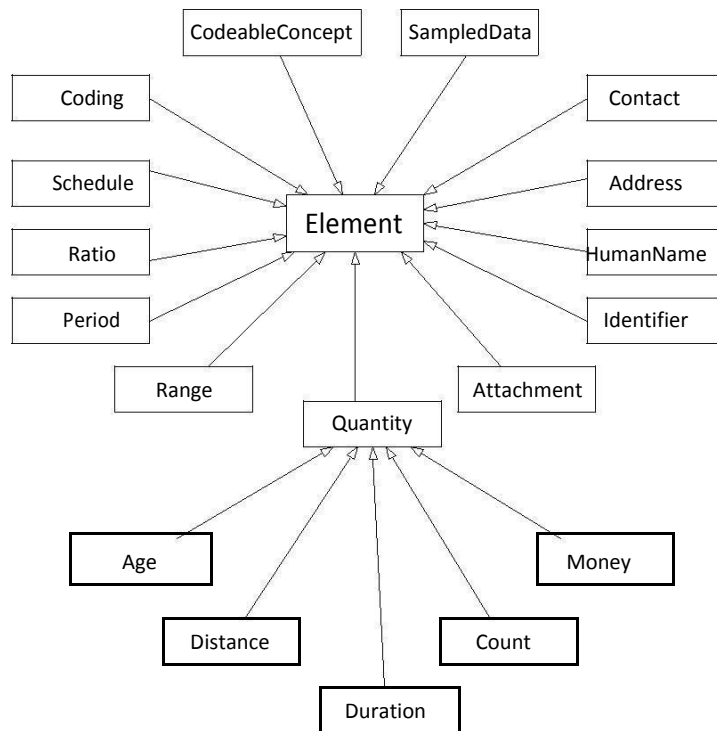 CodeableConcept
SampledData
Coding
Contact
Schedule
Address
Element
Ratio
HumanName
Period
Identifier
Range
Attachment
Quantity
Age
Money
Distance
Count
Duration